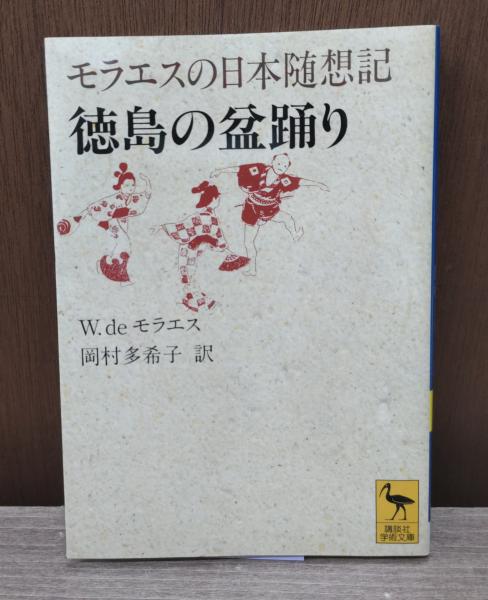 モラエスの日本随想記
徳島の盆踊り
W. de モラエス
岡村多希子 訳
講談社
学術文庫